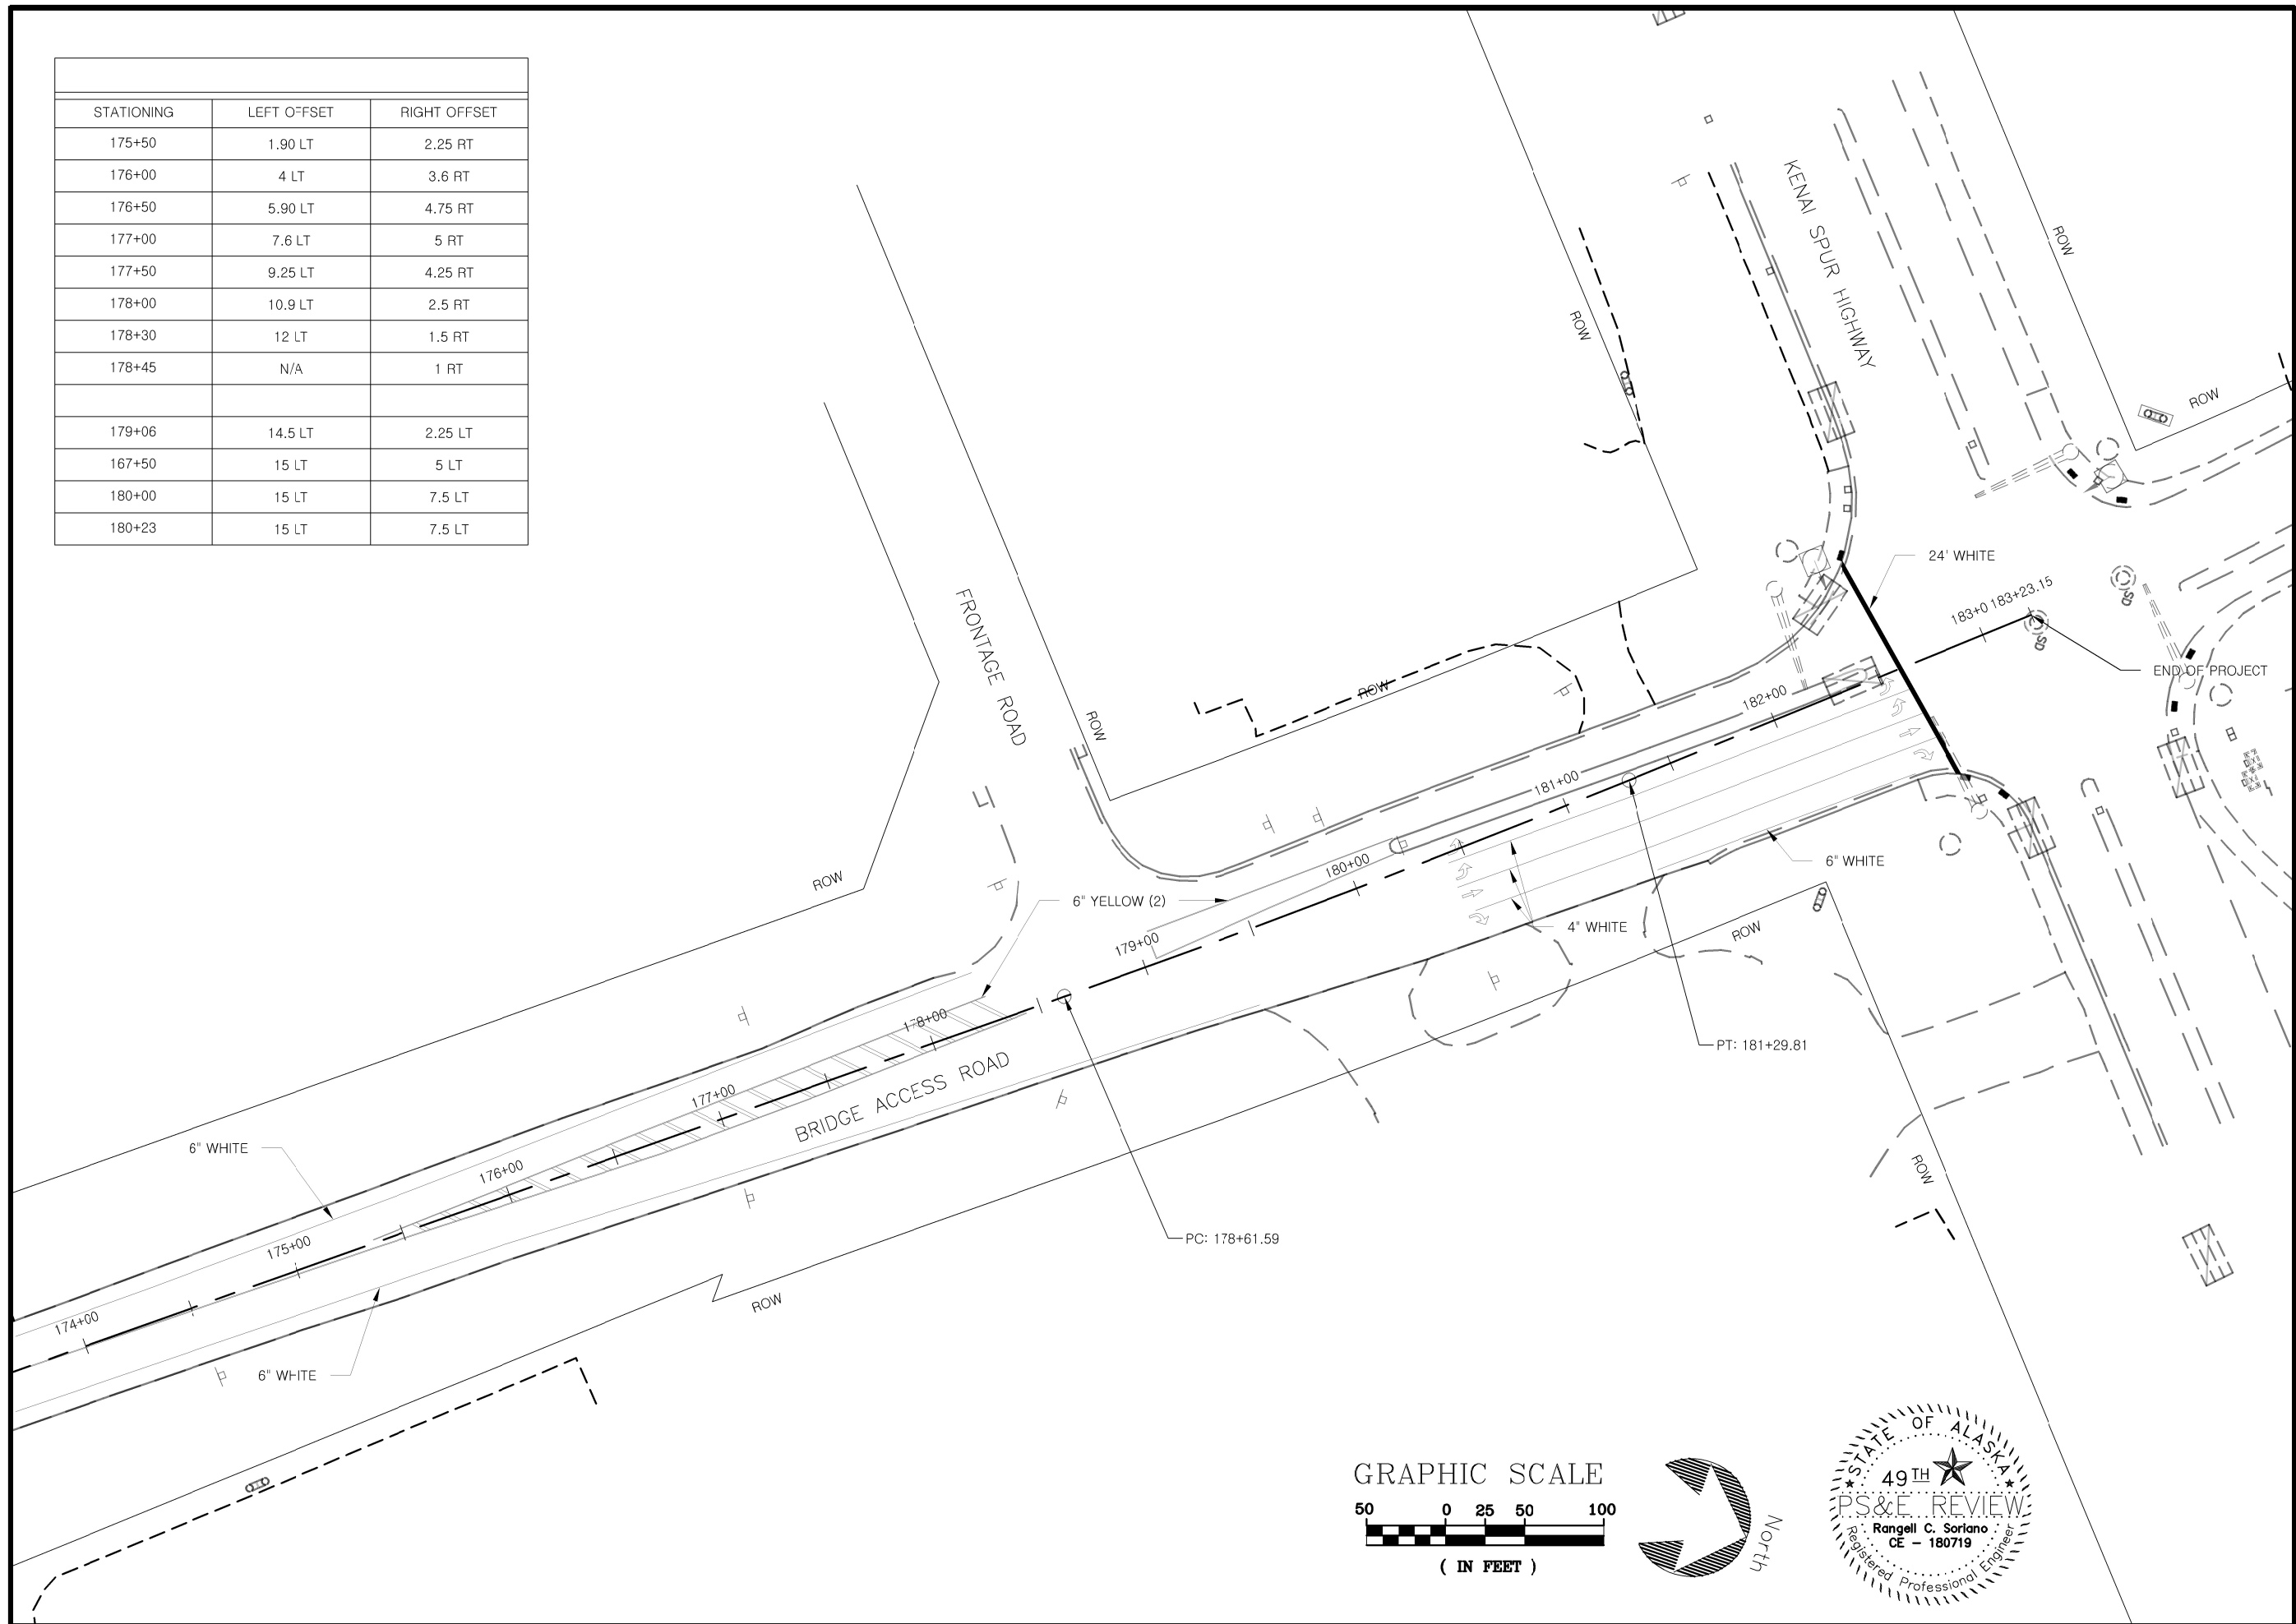 STATIONING LEFT OFFSET RIGHT OFFSET
175+50 1.90 LT 2.25 RT
176+00 4 LT 3.6 RT
176+50 5.90 LT 4.75 RT
177+00 7.6 LT 5 RT
177+50 9.25 LT 4.25 RT
178+00 10.9 LT 2.5 RT
178+30 12 LT 1.5 RT
178+45 N/A 1 RT
179+06 14.5 LT 2.25 LT
167+50 15 LT 5 LT
180+00 15 LT 7.5 LT
180+23 15 LT 7.5 LT
KENAI SPUR HIGHWAY
ROW
ROW
ROW
24' WHITE
183+0 183+23.15
SD
SD
END OF PROJECT
FRONTAGE ROAD
ROW
ROW
182+00
181+00
180+00
179+00
6" WHITE
6" YELLOW (2)
4" WHITE
ROW
ROW
178+00
PT: 181+29.81
BRIDGE ACCESS ROAD
177+00
176+00
6" WHITE
175+00
174+00
6" WHITE
PC: 178+61.59
ROW
ROW
GRAPHIC SCALE
50 0 25 50 100
( IN FEET )
North
STATE OF ALASKA
49TH
PS&E REVIEW
Rangell C. Soriano
CE - 180719
Registered Professional Engineer